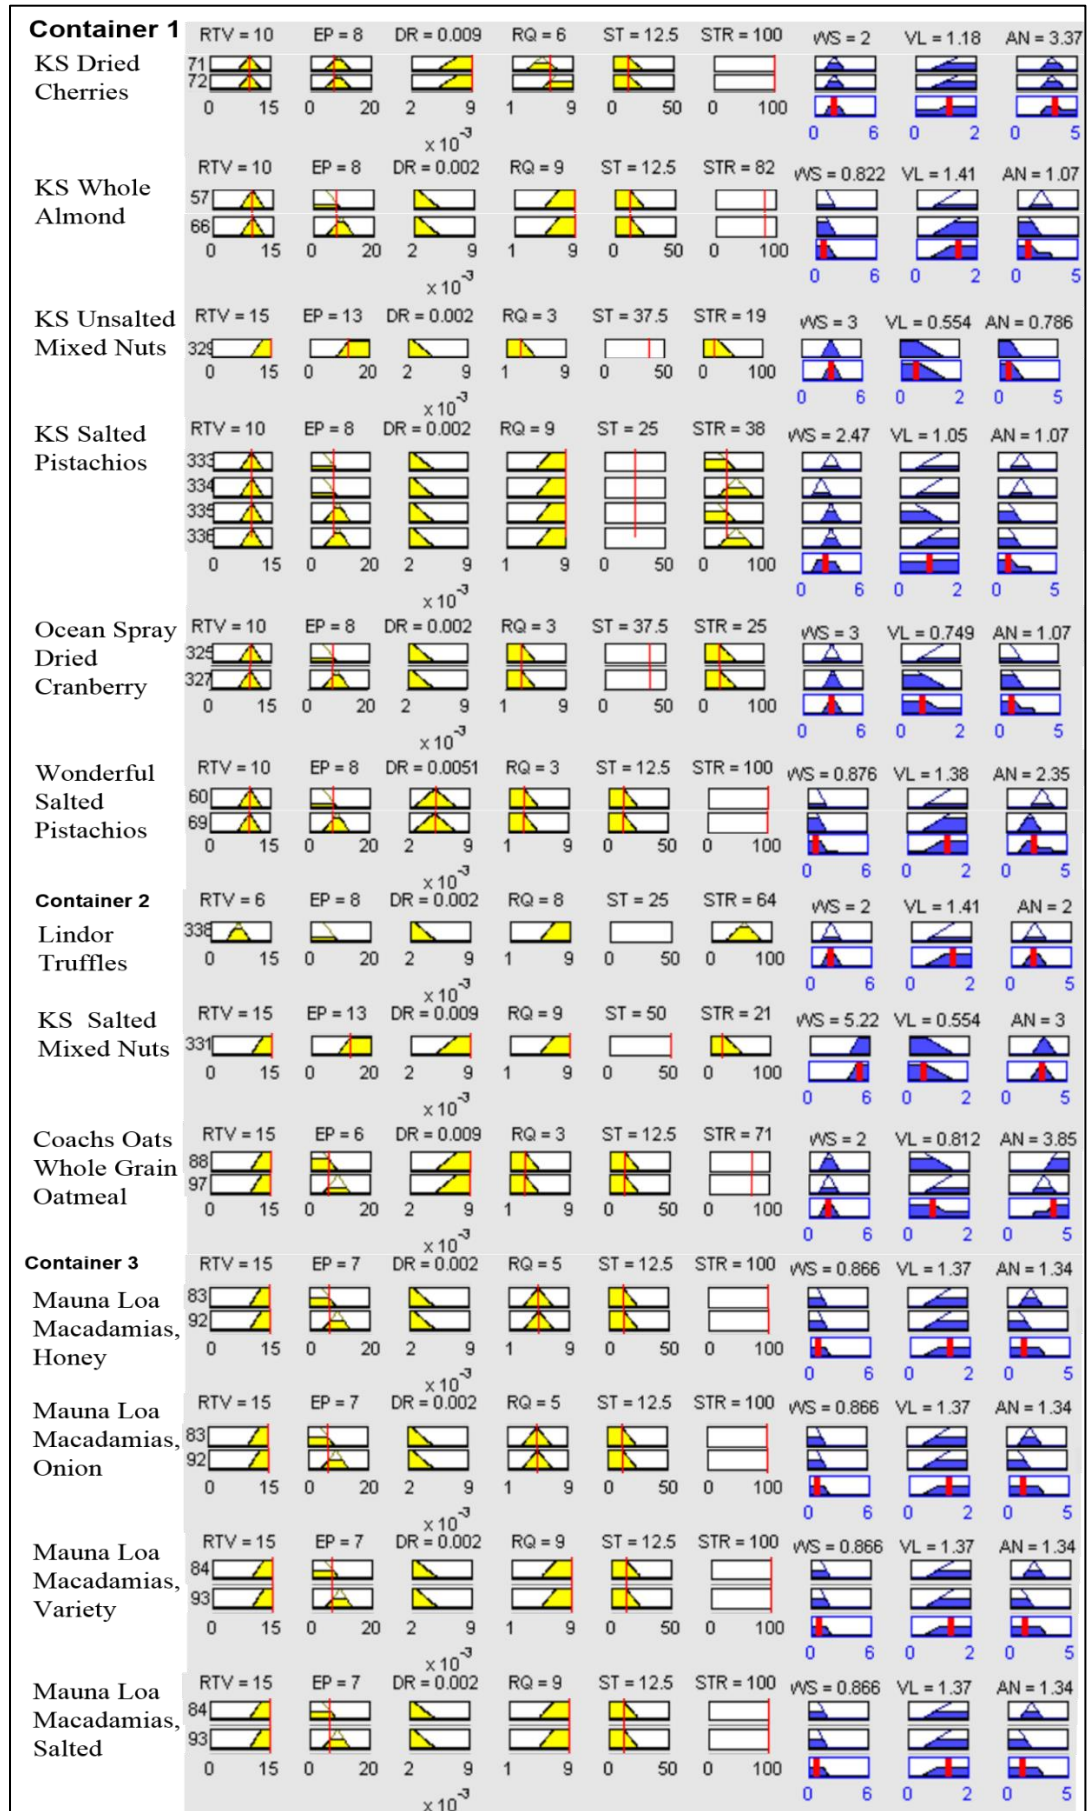 Container 1
RTV = 10 EP = 8 DR = 0.009 RQ = 6 ST = 12.5 STR = 100 WS = 2 VL = 1.18 AN = 3.37
KS Dried
Cherries
71
72
0 15 0 20 2 9 1 9 0 50 0 100
0 6 0 2 0 5
x 10-3
KS Whole
Almond
RTV = 10 EP = 8 DR = 0.002 RQ = 9 ST = 12.5 STR = 82 WS = 0.822 VL = 1.41 AN = 1.07
57
66
0 15 0 20 2 9 1 9 0 50 0 100
0 6 0 2 0 5
x 10-3
KS Unsalted
Mixed Nuts
RTV = 15 EP = 13 DR = 0.002 RQ = 3 ST = 37.5 STR = 19 WS = 3 VL = 0.554 AN = 0.786
329
0 15 0 20 2 9 1 9 0 50 0 100
0 6 0 2 0 5
x 10-3
KS Salted
Pistachios
RTV = 10 EP = 8 DR = 0.002 RQ = 9 ST = 25 STR = 38 WS = 2.47 VL = 1.05 AN = 1.07
333
334
335
336
0 15 0 20 2 9 1 9 0 50 0 100
0 6 0 2 0 5
x 10-3
Ocean Spray
Dried
Cranberry
RTV = 10 EP = 8 DR = 0.002 RQ = 3 ST = 37.5 STR = 25 WS = 3 VL = 0.749 AN = 1.07
325
327
0 15 0 20 2 9 1 9 0 50 0 100
0 6 0 2 0 5
x 10-3
Wonderful
Salted
Pistachios
RTV = 10 EP = 8 DR = 0.0051 RQ = 3 ST = 12.5 STR = 100 WS = 0.876 VL = 1.38 AN = 2.35
60
69
0 15 0 20 2 9 1 9 0 50 0 100
0 6 0 2 0 5
x 10-3
Container 2
RTV = 6 EP = 8 DR = 0.002 RQ = 8 ST = 25 STR = 64 WS = 2 VL = 1.41 AN = 2
Lindor
Truffles
338
0 15 0 20 2 9 1 9 0 50 0 100
0 6 0 2 0 5
x 10-3
KS Salted
Mixed Nuts
RTV = 15 EP = 13 DR = 0.009 RQ = 9 ST = 50 STR = 21 WS = 5.22 VL = 0.554 AN = 3
331
0 15 0 20 2 9 1 9 0 50 0 100
0 6 0 2 0 5
x 10-3
Coachs Oats
Whole Grain
Oatmeal
RTV = 15 EP = 6 DR = 0.009 RQ = 3 ST = 12.5 STR = 71 WS = 2 VL = 0.812 AN = 3.85
88
97
0 15 0 20 2 9 1 9 0 50 0 100
0 6 0 2 0 5
x 10-3
Container 3
RTV = 15 EP = 7 DR = 0.002 RQ = 5 ST = 12.5 STR = 100 WS = 0.866 VL = 1.37 AN = 1.34
Mauna Loa
Macadamias,
Honey
83
92
0 15 0 20 2 9 1 9 0 50 0 100
0 6 0 2 0 5
x 10-3
Mauna Loa
Macadamias,
Onion
RTV = 15 EP = 7 DR = 0.002 RQ = 5 ST = 12.5 STR = 100 WS = 0.866 VL = 1.37 AN = 1.34
83
92
0 15 0 20 2 9 1 9 0 50 0 100
0 6 0 2 0 5
x 10-3
Mauna Loa
Macadamias,
Variety
RTV = 15 EP = 7 DR = 0.002 RQ = 9 ST = 12.5 STR = 100 WS = 0.866 VL = 1.37 AN = 1.34
84
93
0 15 0 20 2 9 1 9 0 50 0 100
0 6 0 2 0 5
x 10-3
Mauna Loa
Macadamias,
Salted
RTV = 15 EP = 7 DR = 0.002 RQ = 9 ST = 12.5 STR = 100 WS = 0.866 VL = 1.37 AN = 1.34
84
93
0 15 0 20 2 9 1 9 0 50 0 100
0 6 0 2 0 5
x 10-3